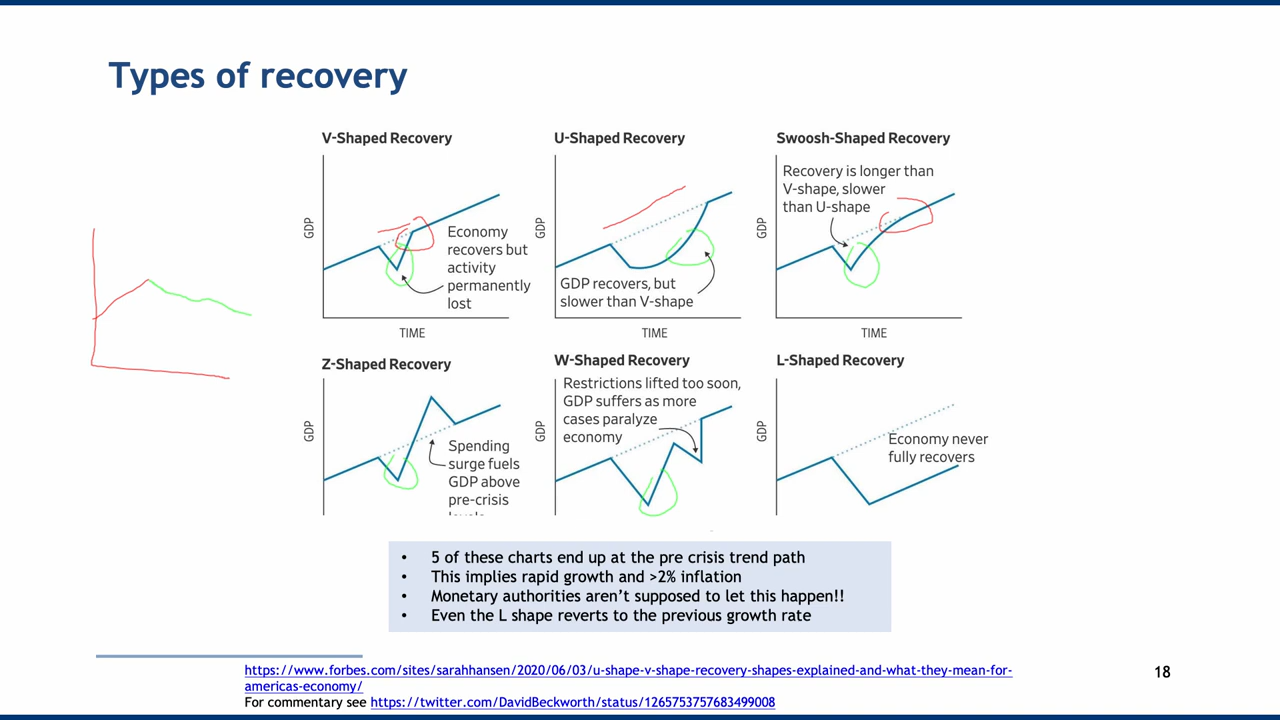 Types of recovery
V-Shaped Recovery
GDP
Economy
recovers but
activity
permanently
lost
TIME
U-Shaped Recovery
GDP
GDP recovers, but
slower than V-shape
TIME
Swoosh-Shaped Recovery
Recovery is longer than
V-shape, slower
than U-shape
GDP
TIME
Z-Shaped Recovery
GDP
Spending
surge fuels
GDP above
pre-crisis
W-Shaped Recovery
Restrictions lifted too soon,
GDP suffers as more
cases paralyze
economy
GDP
L-Shaped Recovery
GDP
Economy never
fully recovers
• 5 of these charts end up at the pre crisis trend path
• This implies rapid growth and >2% inflation
• Monetary authorities aren’t supposed to let this happen!!
• Even the L shape reverts to the previous growth rate
https://www.forbes.com/sites/sarahhansen/2020/06/03/u-shape-v-shape-recovery-shapes-explained-and-what-they-mean-for-
americas-economy/
For commentary see https://twitter.com/DavidBeckworth/status/1265753757683499008
18